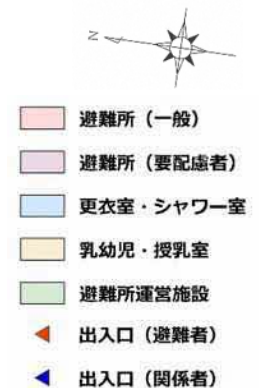 N
避難所（一般）
避難所（要配慮者）
更衣室・シャワー室
乳幼児・授乳室
避難所運営施設
出入口（避難者）
出入口（関係者）